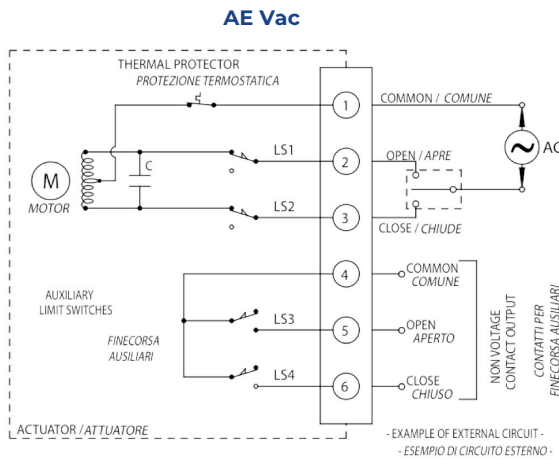 AE Vac
THERMAL PROTECTOR
PROTEZIONE TERMOSTATICA
1
COMMON / COMUNE
AC
LS1
2
OPEN / APRE
C
M
MOTOR
LS2
3
CLOSE / CHIUDE
4
COMMON
COMUNE
AUXILIARY
LIMIT SWITCHES
FINECORSA
AUSILIARI
LS3
5
OPEN
APERTO
LS4
6
CLOSE
CHIUSO
NON VOLTAGE
CONTACT OUTPUT
CONTATTI PER
FINECORSA AUSILIARI
ACTUATOR / ATTUATORE
- EXAMPLE OF EXTERNAL CIRCUIT -
- ESEMPIO DI CIRCUITO ESTERNO -